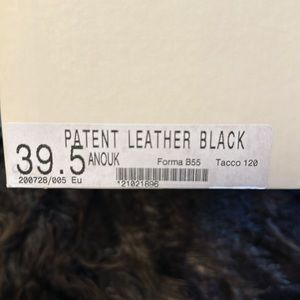 PATENT LEATHER BLACK
39.5 ANOUK Forma B55 Tacco 120
200728/005 Eu
121021896